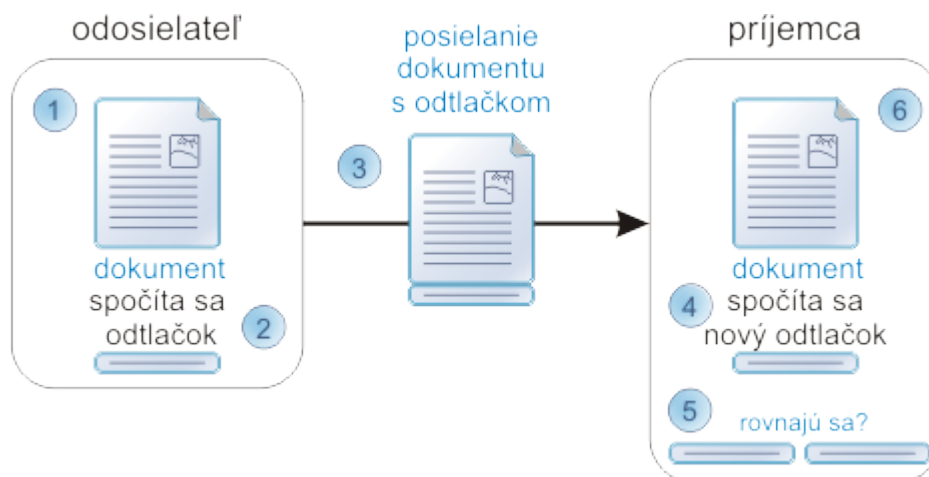 odosielateľ
1
dokument
spočíta sa
odtlačok
2
posielanie
dokumentu
s odtlačkom
3
príjemca
6
dokument
4
spočíta sa
nový odtlačok
5
rovnajú sa?